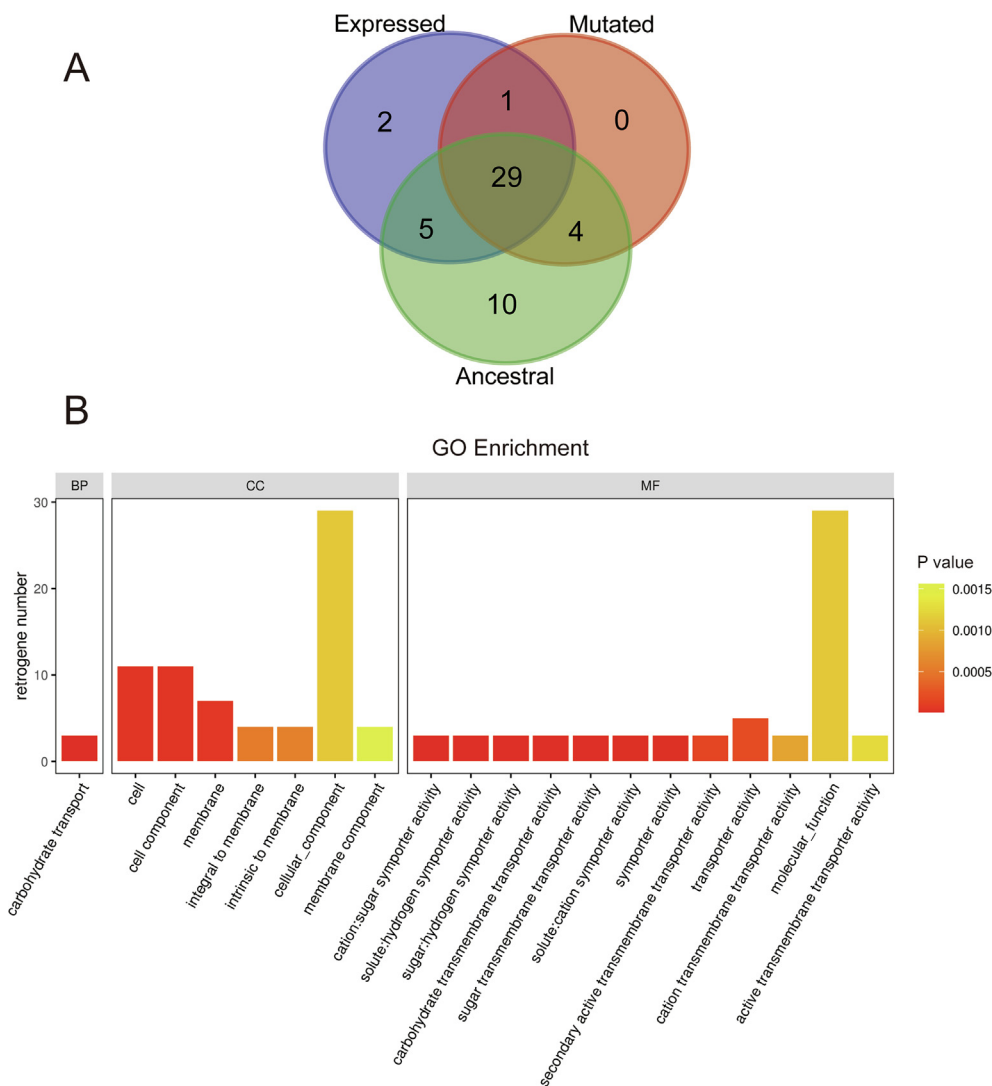 A
Expressed
Mutated
2
1
0
29
5
4
10
Ancestral
B
GO Enrichment
BP
CC
MF
retrogene number
30
20
10
0
carbohydrate transport
cell
cell component
membrane
integral to membrane
intrinsic to membrane
cellular_component
membrane component
cation:sugar symporter activity
solute:hydrogen symporter activity
sugar:hydrogen symporter activity
carbohydrate transmembrane transporter activity
sugar transmembrane transporter activity
solute:cation symporter activity
symporter activity
secondary active transmembrane transporter activity
transporter activity
cation transmembrane transporter activity
molecular_function
active transmembrane transporter activity
P value
0.0015
0.0010
0.0005